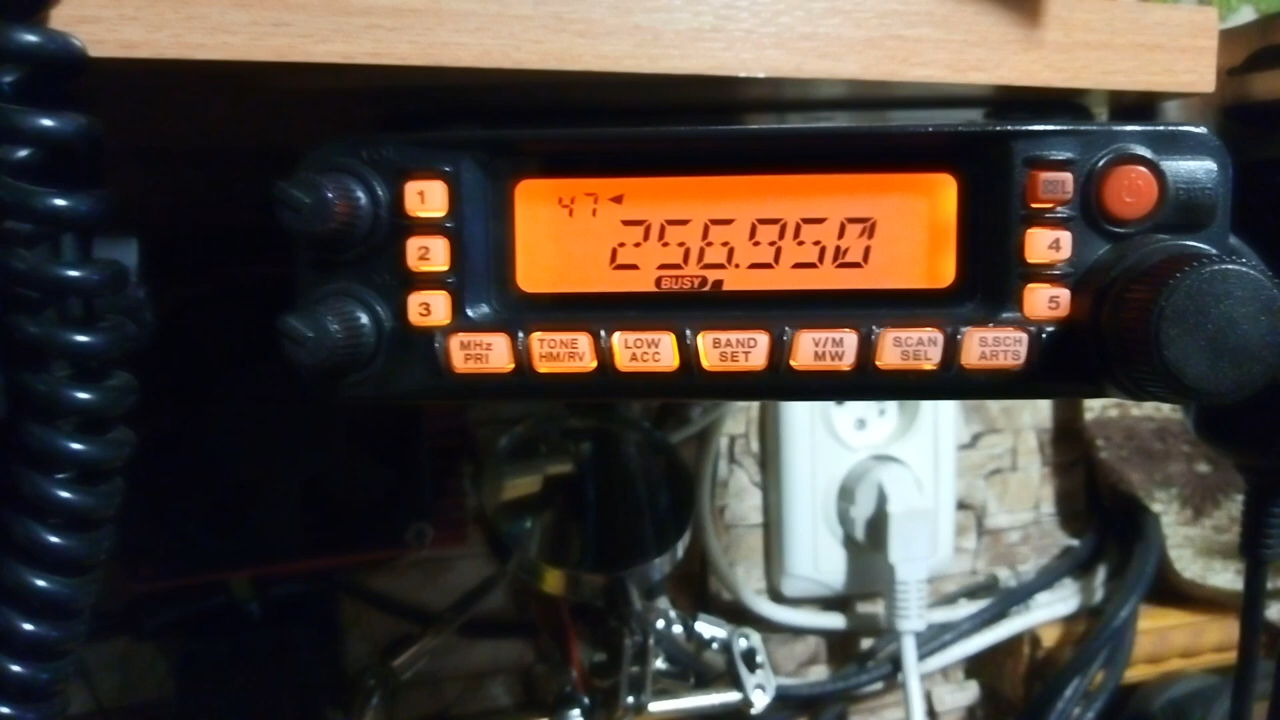 1
2
3
47
256.950
BUSY
4
5
PWR
MHz
PRI
TONE
HM/RV
LOW
ACC
BAND
SET
V/M
MW
SCAN
SEL
S.SCH
ARTS